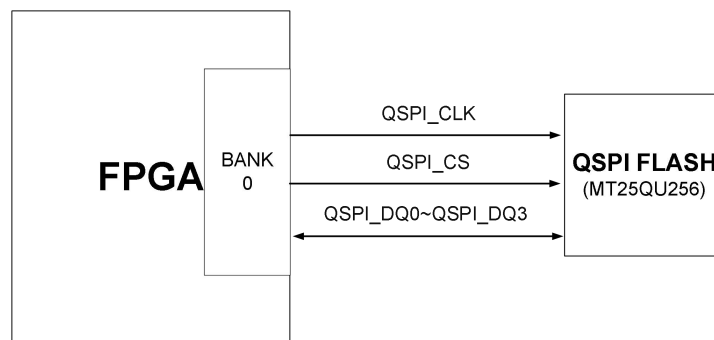 FPGA
BANK
0
QSPI_CLK
QSPI_CS
QSPI_DQ0~QSPI_DQ3
QSPI FLASH
(MT25QU256)